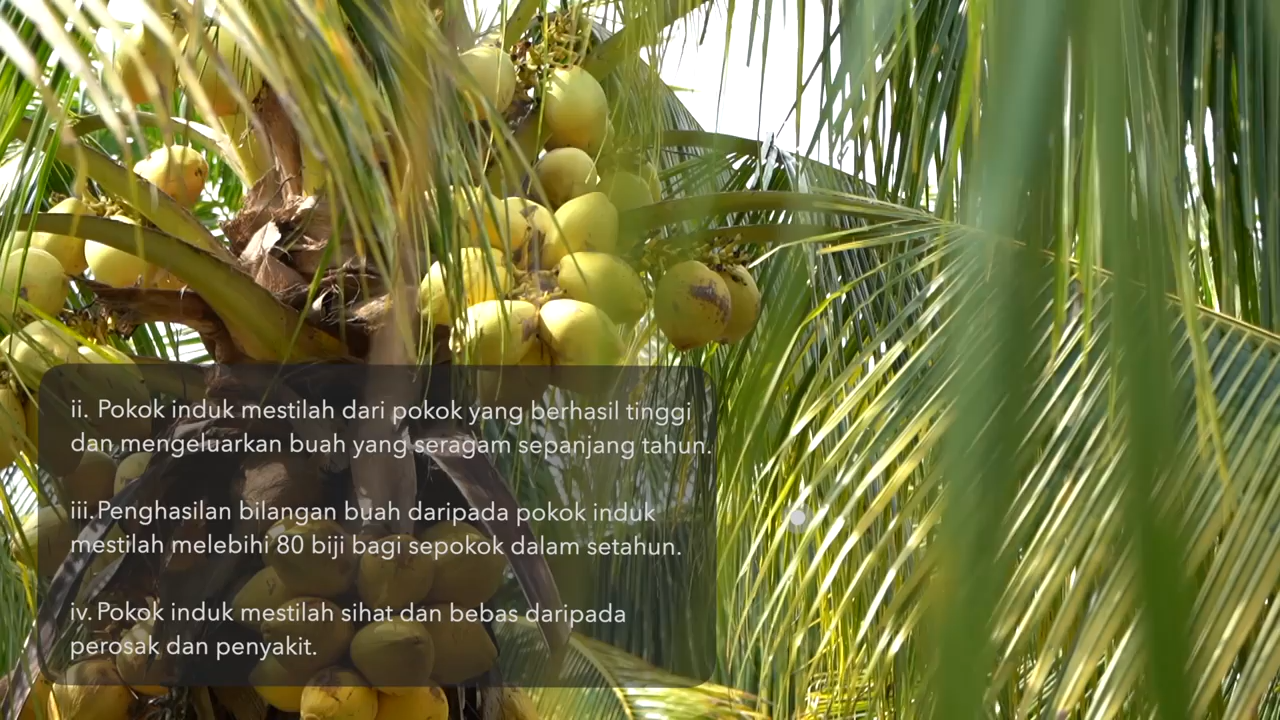 ii. Pokok induk mestilah dari pokok yang berhasil tinggi
dan mengeluarkan buah yang seragam sepanjang tahun.
iii.Penghasilan bilangan buah daripada pokok induk
mestilah melebihi 80 biji bagi sepokok dalam setahun.
iv.Pokok induk mestilah sihat dan bebas daripada
perosak dan penyakit.